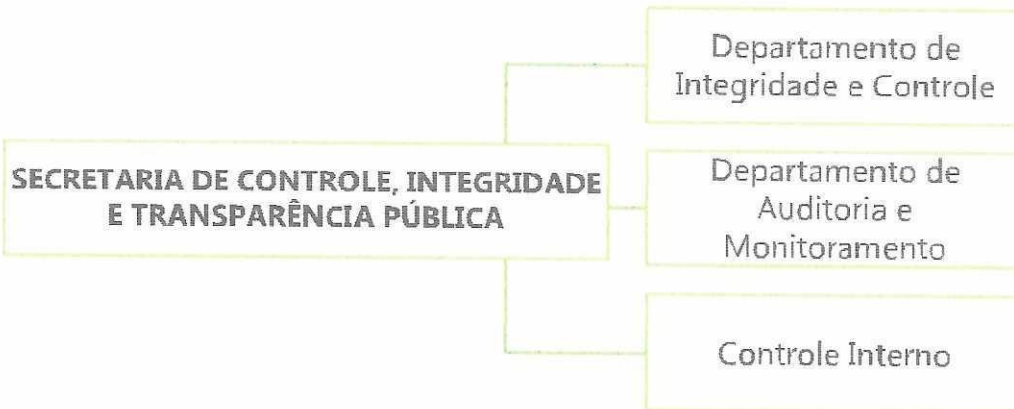 Departamento de
Integridade e Controle
SECRETARIA DE CONTROLE, INTEGRIDADE
E TRANSPARÊNCIA PÚBLICA
Departamento de
Auditoria e
Monitoramento
Controle Interno